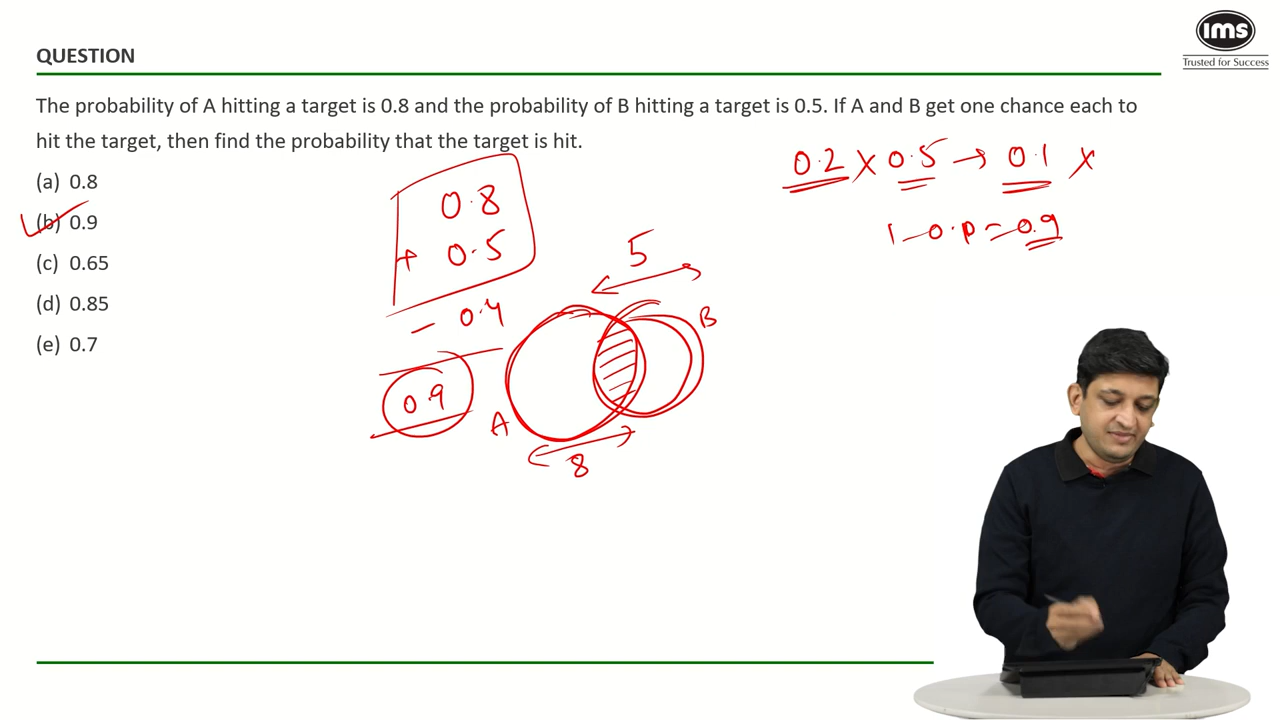 ims
Trusted for Success
QUESTION
The probability of A hitting a target is 0.8 and the probability of B hitting a target is 0.5. If A and B get one chance each to
hit the target, then find the probability that the target is hit.
(a) 0.8
(b) 0.9
(c) 0.65
(d) 0.85
(e) 0.7
0.8
+ 0.5
- 0.4
0.9
5
A
B
8
0.2 x 0.5 → 0.1 x
1 - 0.1 = 0.9